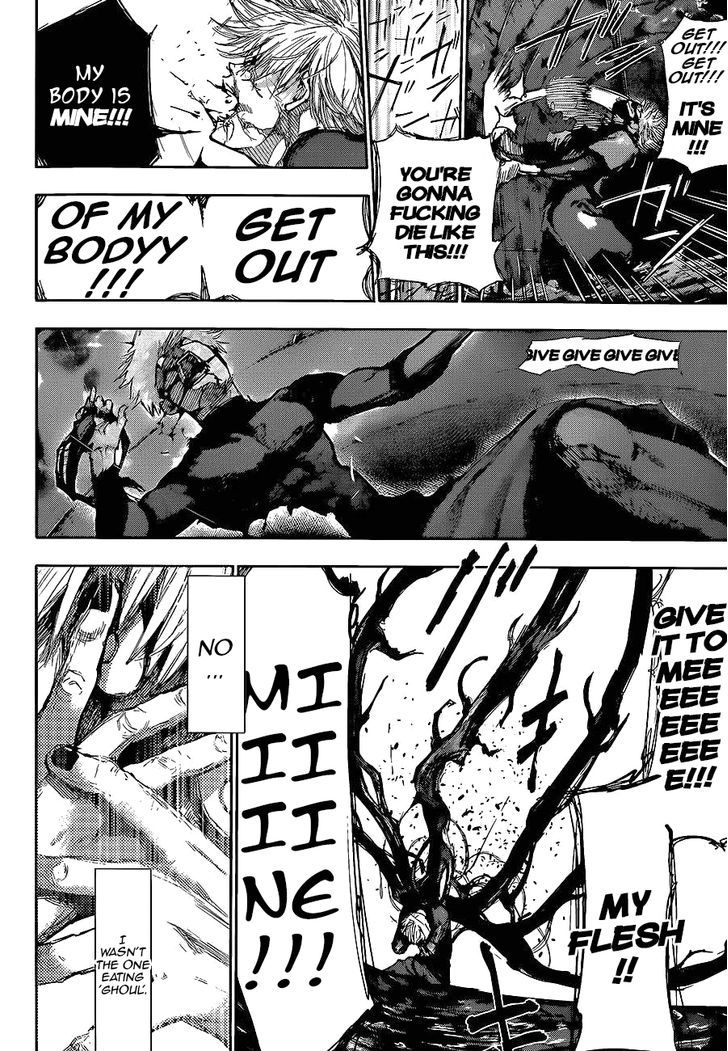 GET
OUT!!!
GET
OUT!!!
IT'S
MINE
!!!
YOU'RE
GONNA
FUCKING
DIE LIKE
THIS!!!
MY
BODY IS
MINE!!!
GET
OUT
OF MY
BODYY
!!!
GIVE GIVE GIVE GIVE
GIVE
IT TO
MEE
EEE
EEE
EEE
E!!!
MY
FLESH
!!
MI
II
II
NE
!!!
NO
...
I
WASN'T
THE ONE
EATING
'GHOUL'.